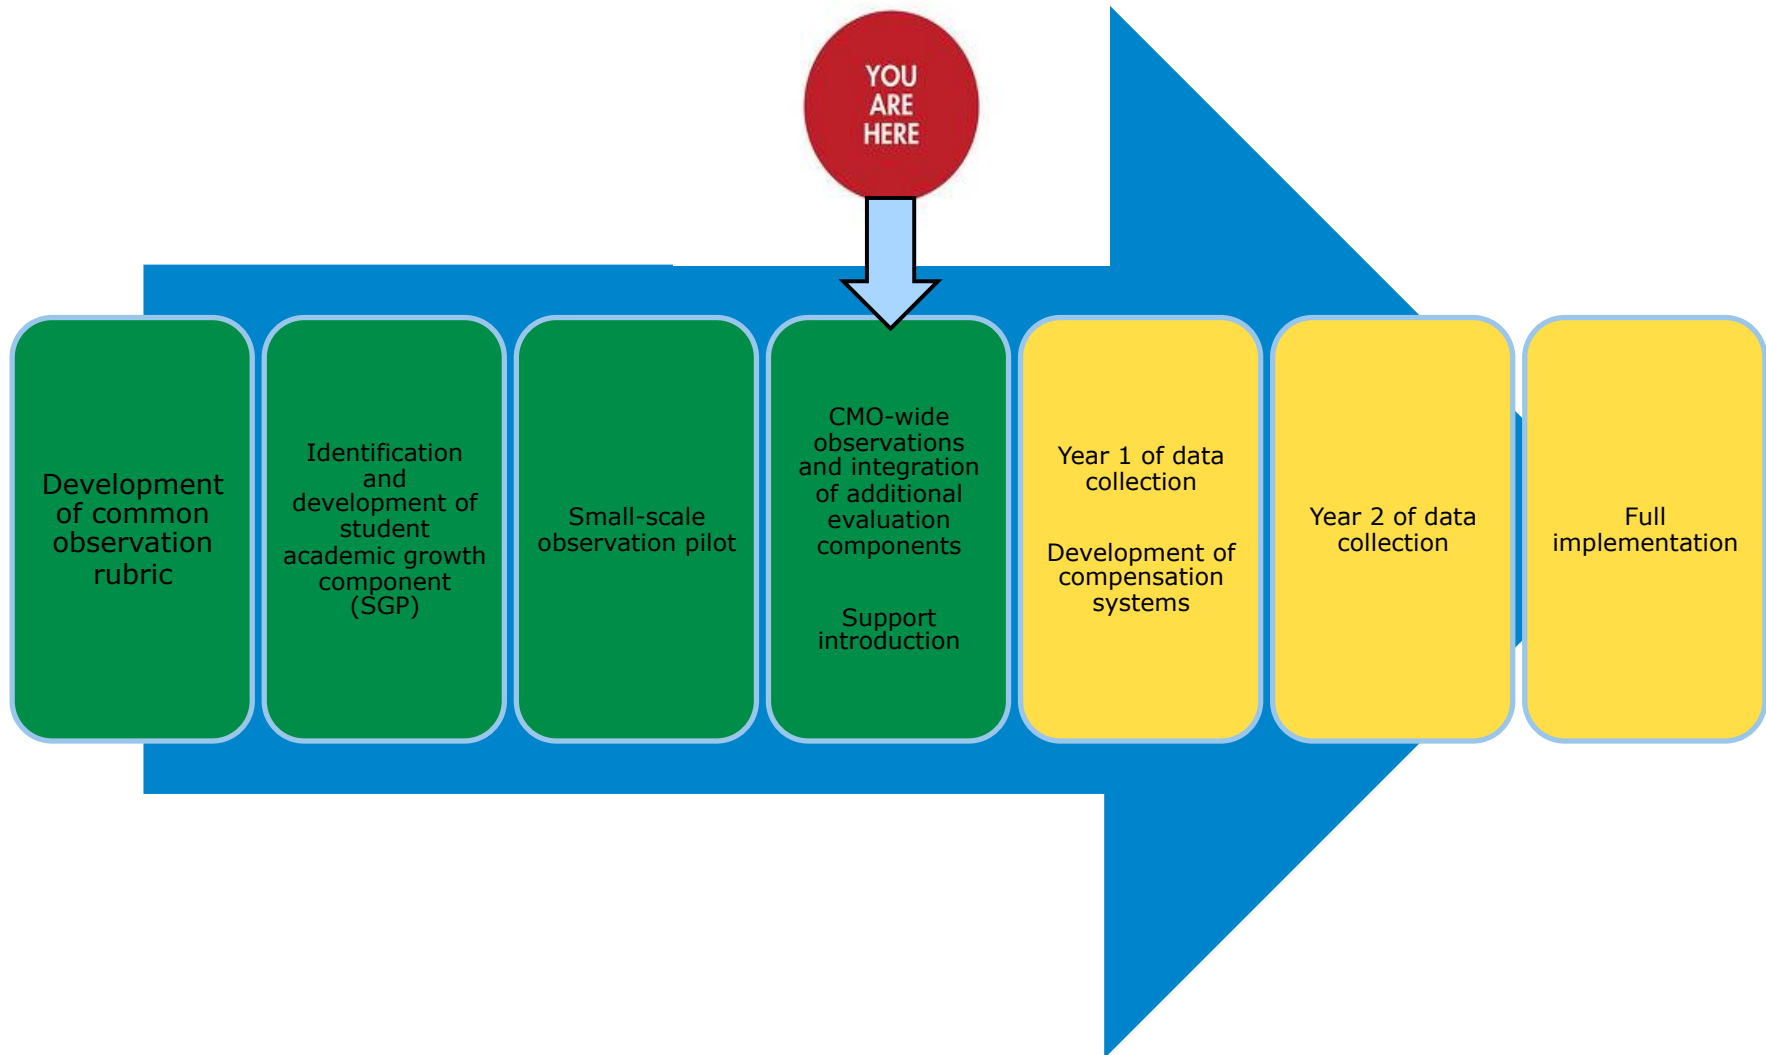 YOU
ARE
HERE
Development
of common
observation
rubric
Identification
and
development of
student
academic growth
component
(SGP)
Small-scale
observation pilot
CMO-wide
observations
and integration
of additional
evaluation
components
Support
introduction
Year 1 of data
collection
Development of
compensation
systems
Year 2 of data
collection
Full
implementation